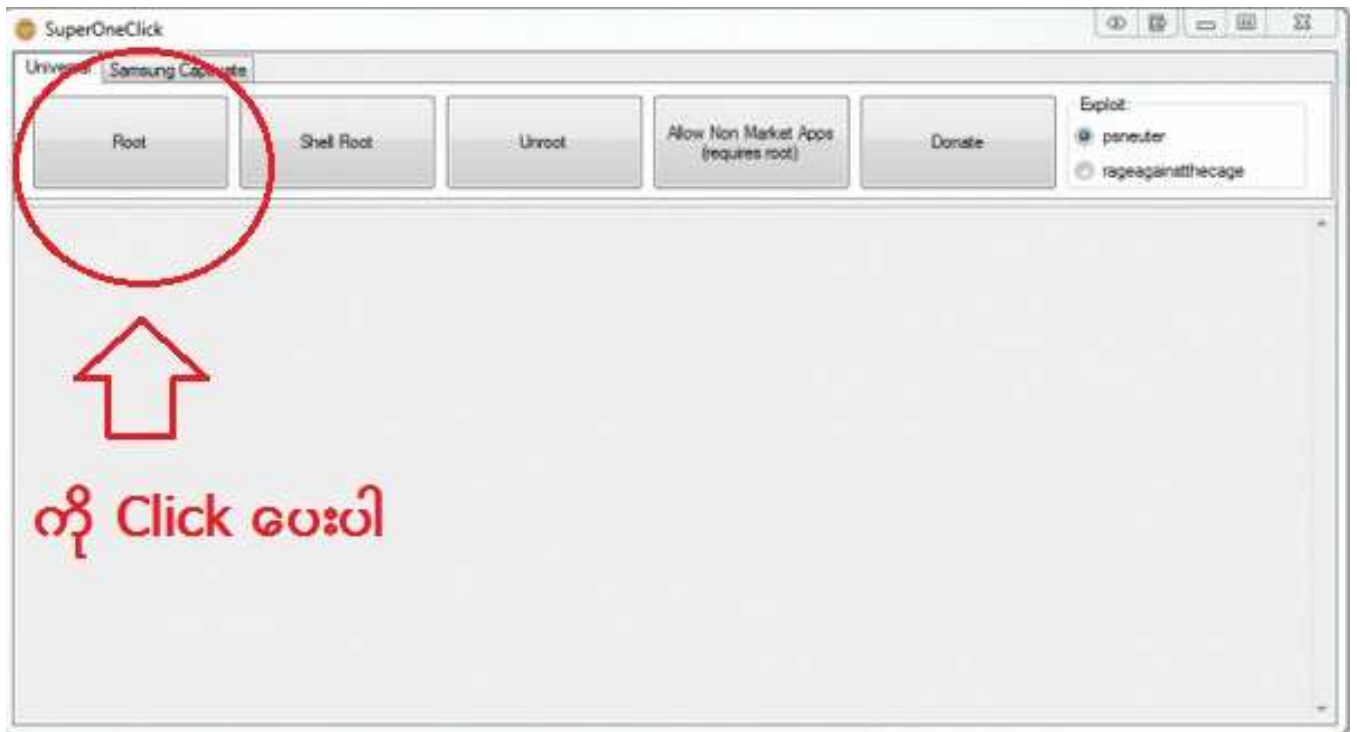 SuperOneClick
Universal Samsung Captivate
Root
Shell Root
Unroot
Allow Non Market Apps
(requires root)
Donate
Exploit:
psneuter
rageagainstthecage
ကို Click ပေးပါ